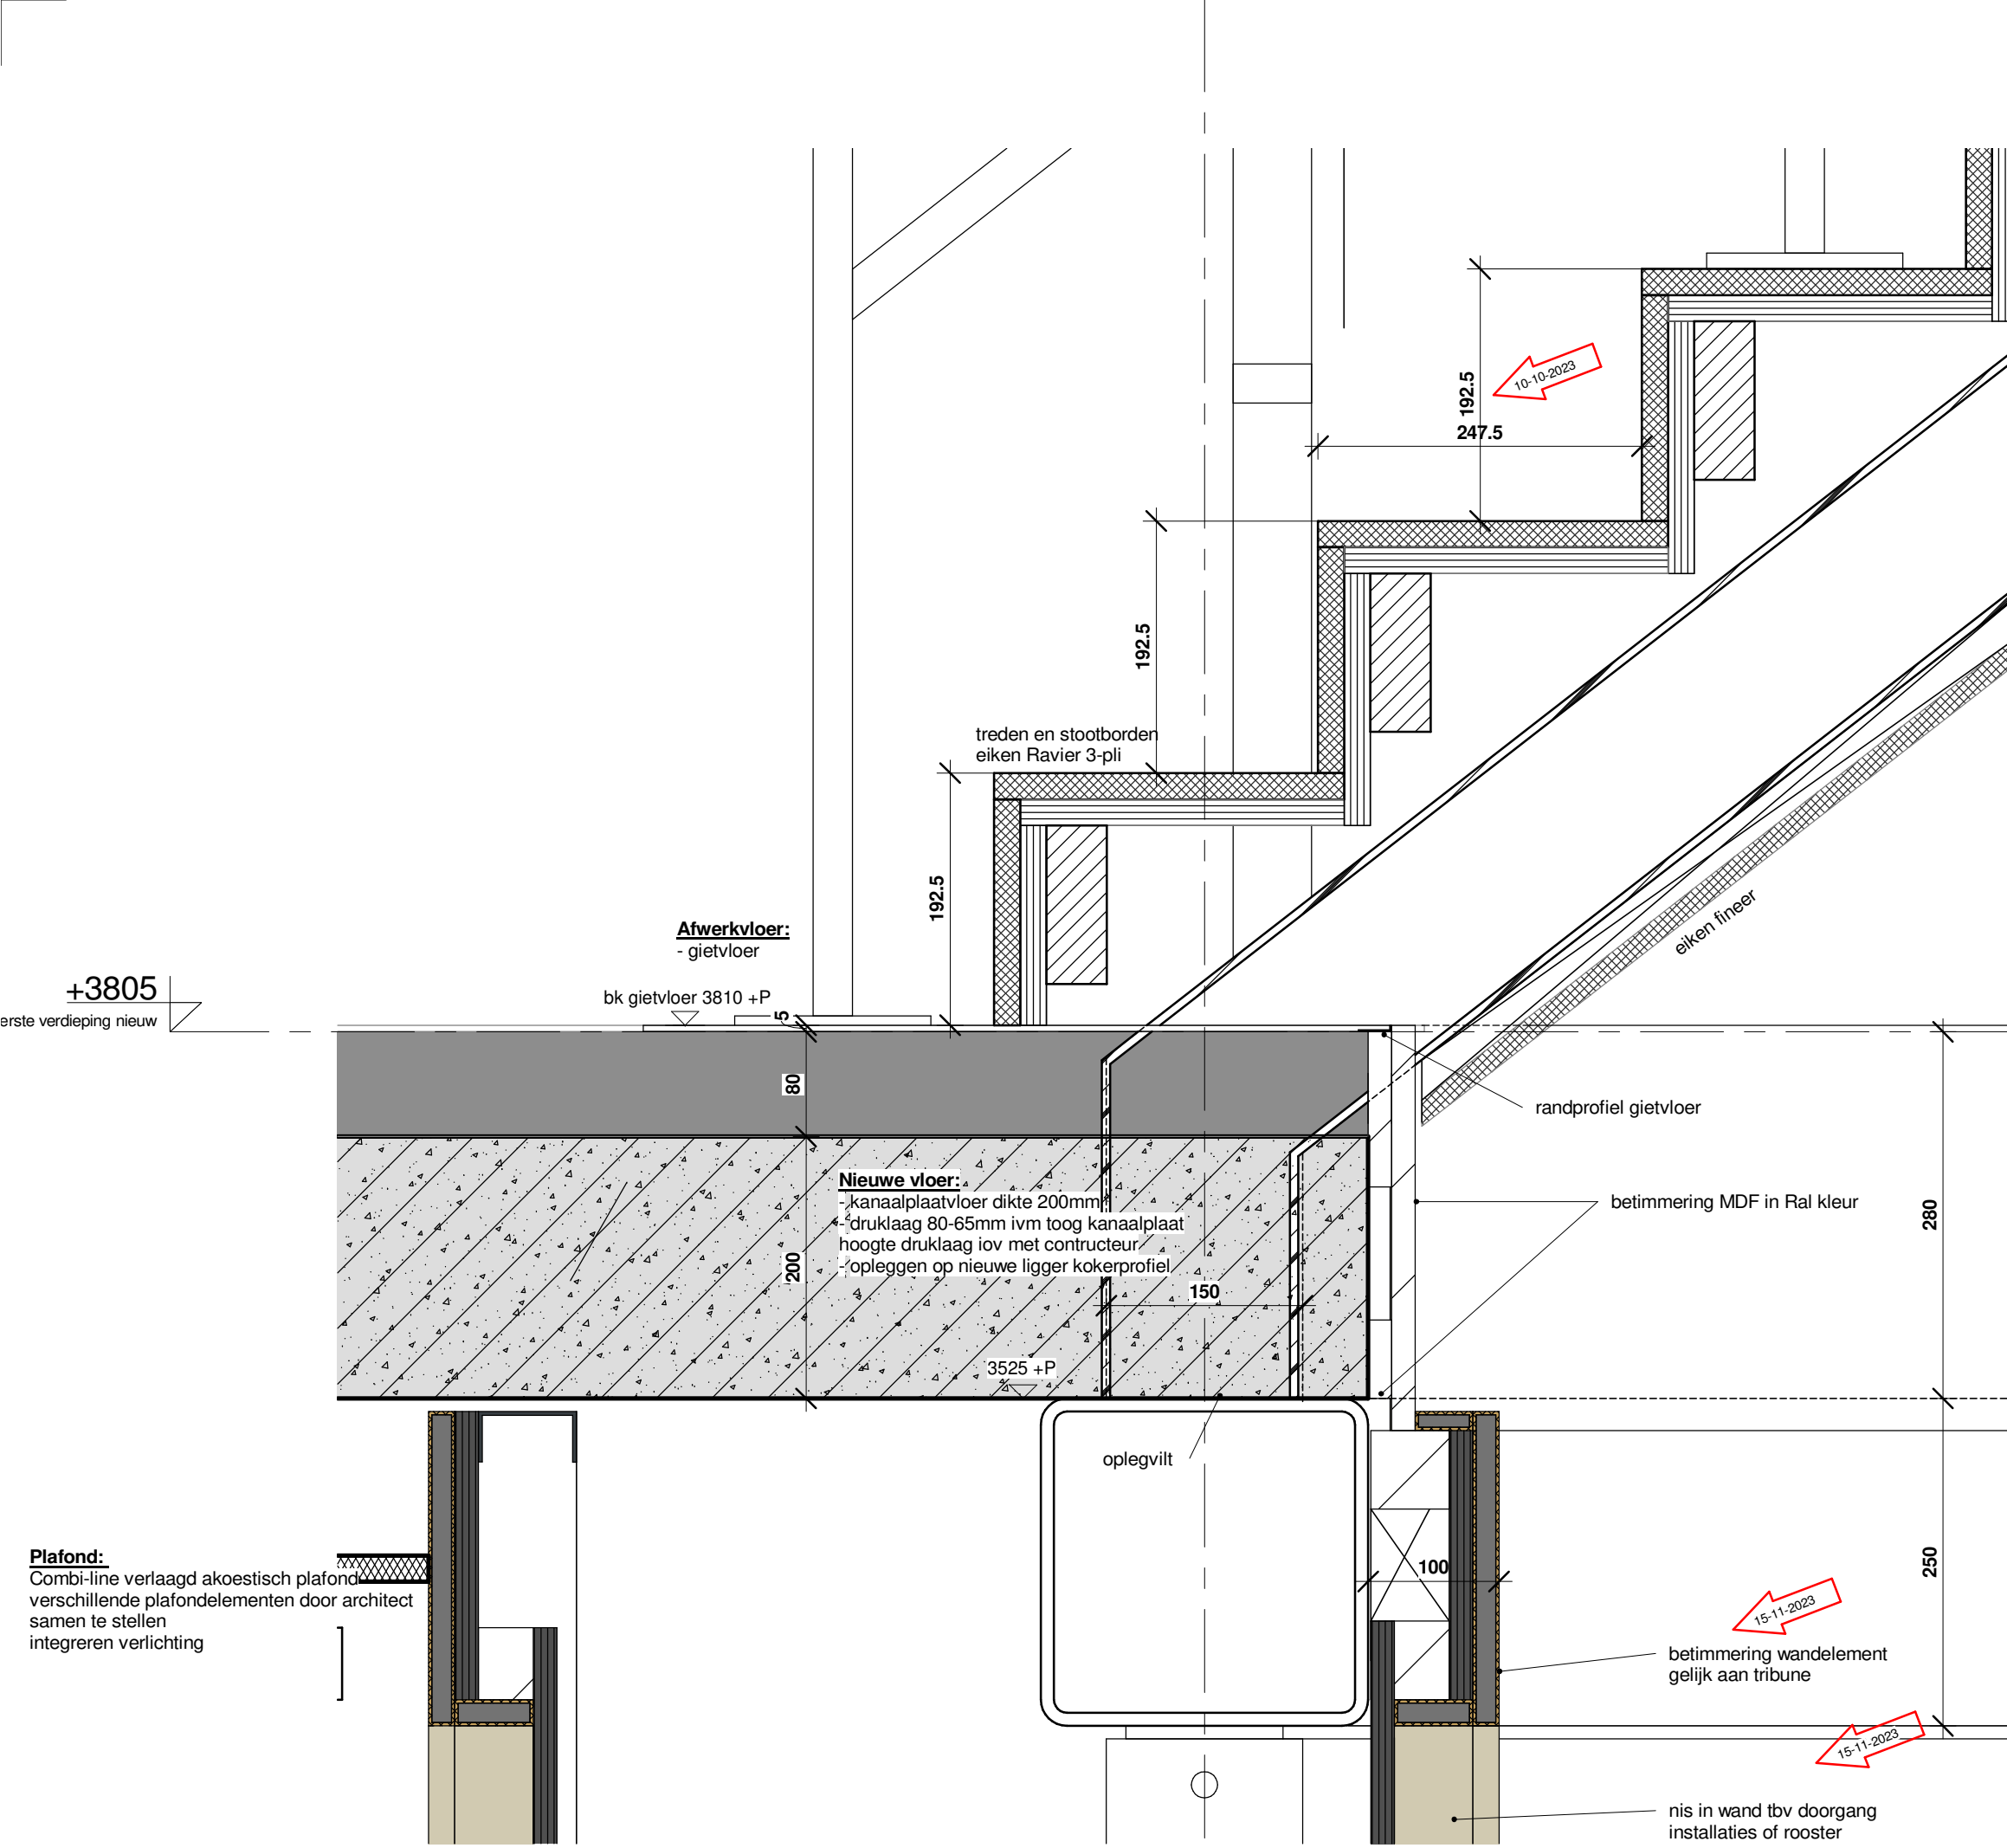 10-10-2023
192.5
247.5
192.5
treden en stootborden
eiken Ravier 3-pli
192.5
eiken fineer
Afwerkvloer:
- gietvloer
+3805
erste verdieping nieuw
bk gietvloer 3810 +P
5
80
randprofiel gietvloer
Nieuwe vloer:
- kanaalplaatvloer dikte 200mm
- druklaag 80-65mm ivm toog kanaalplaat
hoogte druklaag iov met contructeur
- opleggen op nieuwe ligger kokerprofiel
betimmering MDF in Ral kleur
280
200
150
3525 +P
oplegvilt
Plafond:
Combi-line verlaagd akoestisch plafond
verschillende plafondelementen door architect
samen te stellen
integreren verlichting
100
250
15-11-2023
betimmering wandelement
gelijk aan tribune
15-11-2023
nis in wand tbv doorgang
installaties of rooster